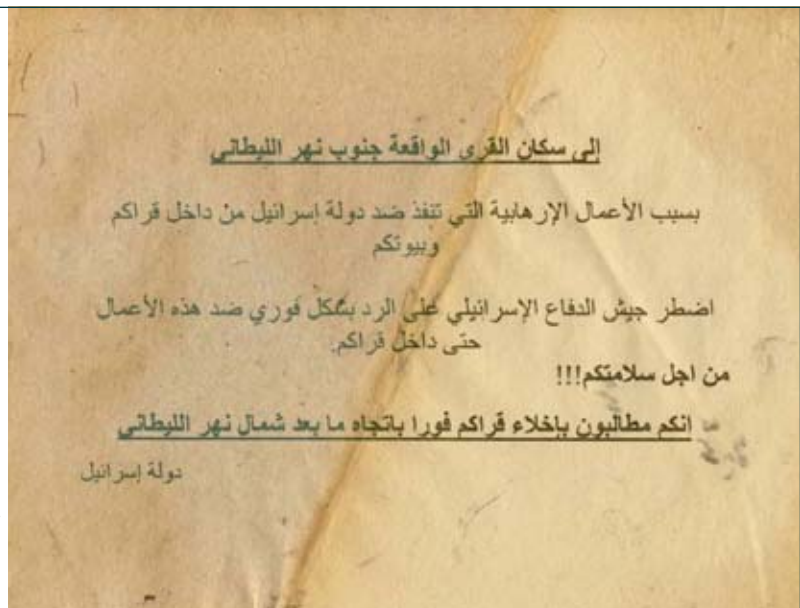 إلى سكان القرى الواقعة جنوب نهر الليطاني
بسبب الأعمال الإرهابية التي تنفذ ضد دولة إسرائيل من داخل قراكم
وبيوتكم
اضطر جيش الدفاع الإسرائيلي على الرد بشكل فوري ضد هذه الأعمال
حتى داخل قراكم.
من اجل سلامتكم!!!
انكم مطالبون بإخلاء قراكم فورا باتجاه ما بعد شمال نهر الليطاني
دولة إسرائيل